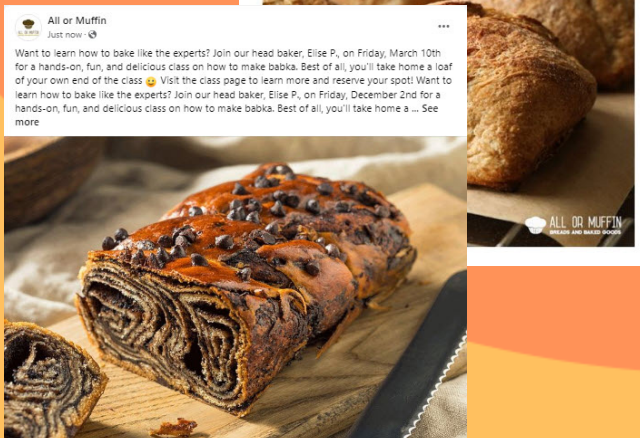 All or Muffin
Just now ·
Want to learn how to bake like the experts? Join our head baker, Elise P., on Friday, March 10th
for a hands-on, fun, and delicious class on how to make babka. Best of all, you'll take home a loaf
of your own end of the class 😀 Visit the class page to learn more and reserve your spot! Want to
learn how to bake like the experts? Join our head baker, Elise P., on Friday, December 2nd for a
hands-on, fun, and delicious class on how to make babka. Best of all, you'll take home a ... See
more
ALL OR MUFFIN
BREADS AND BAKED GOODS